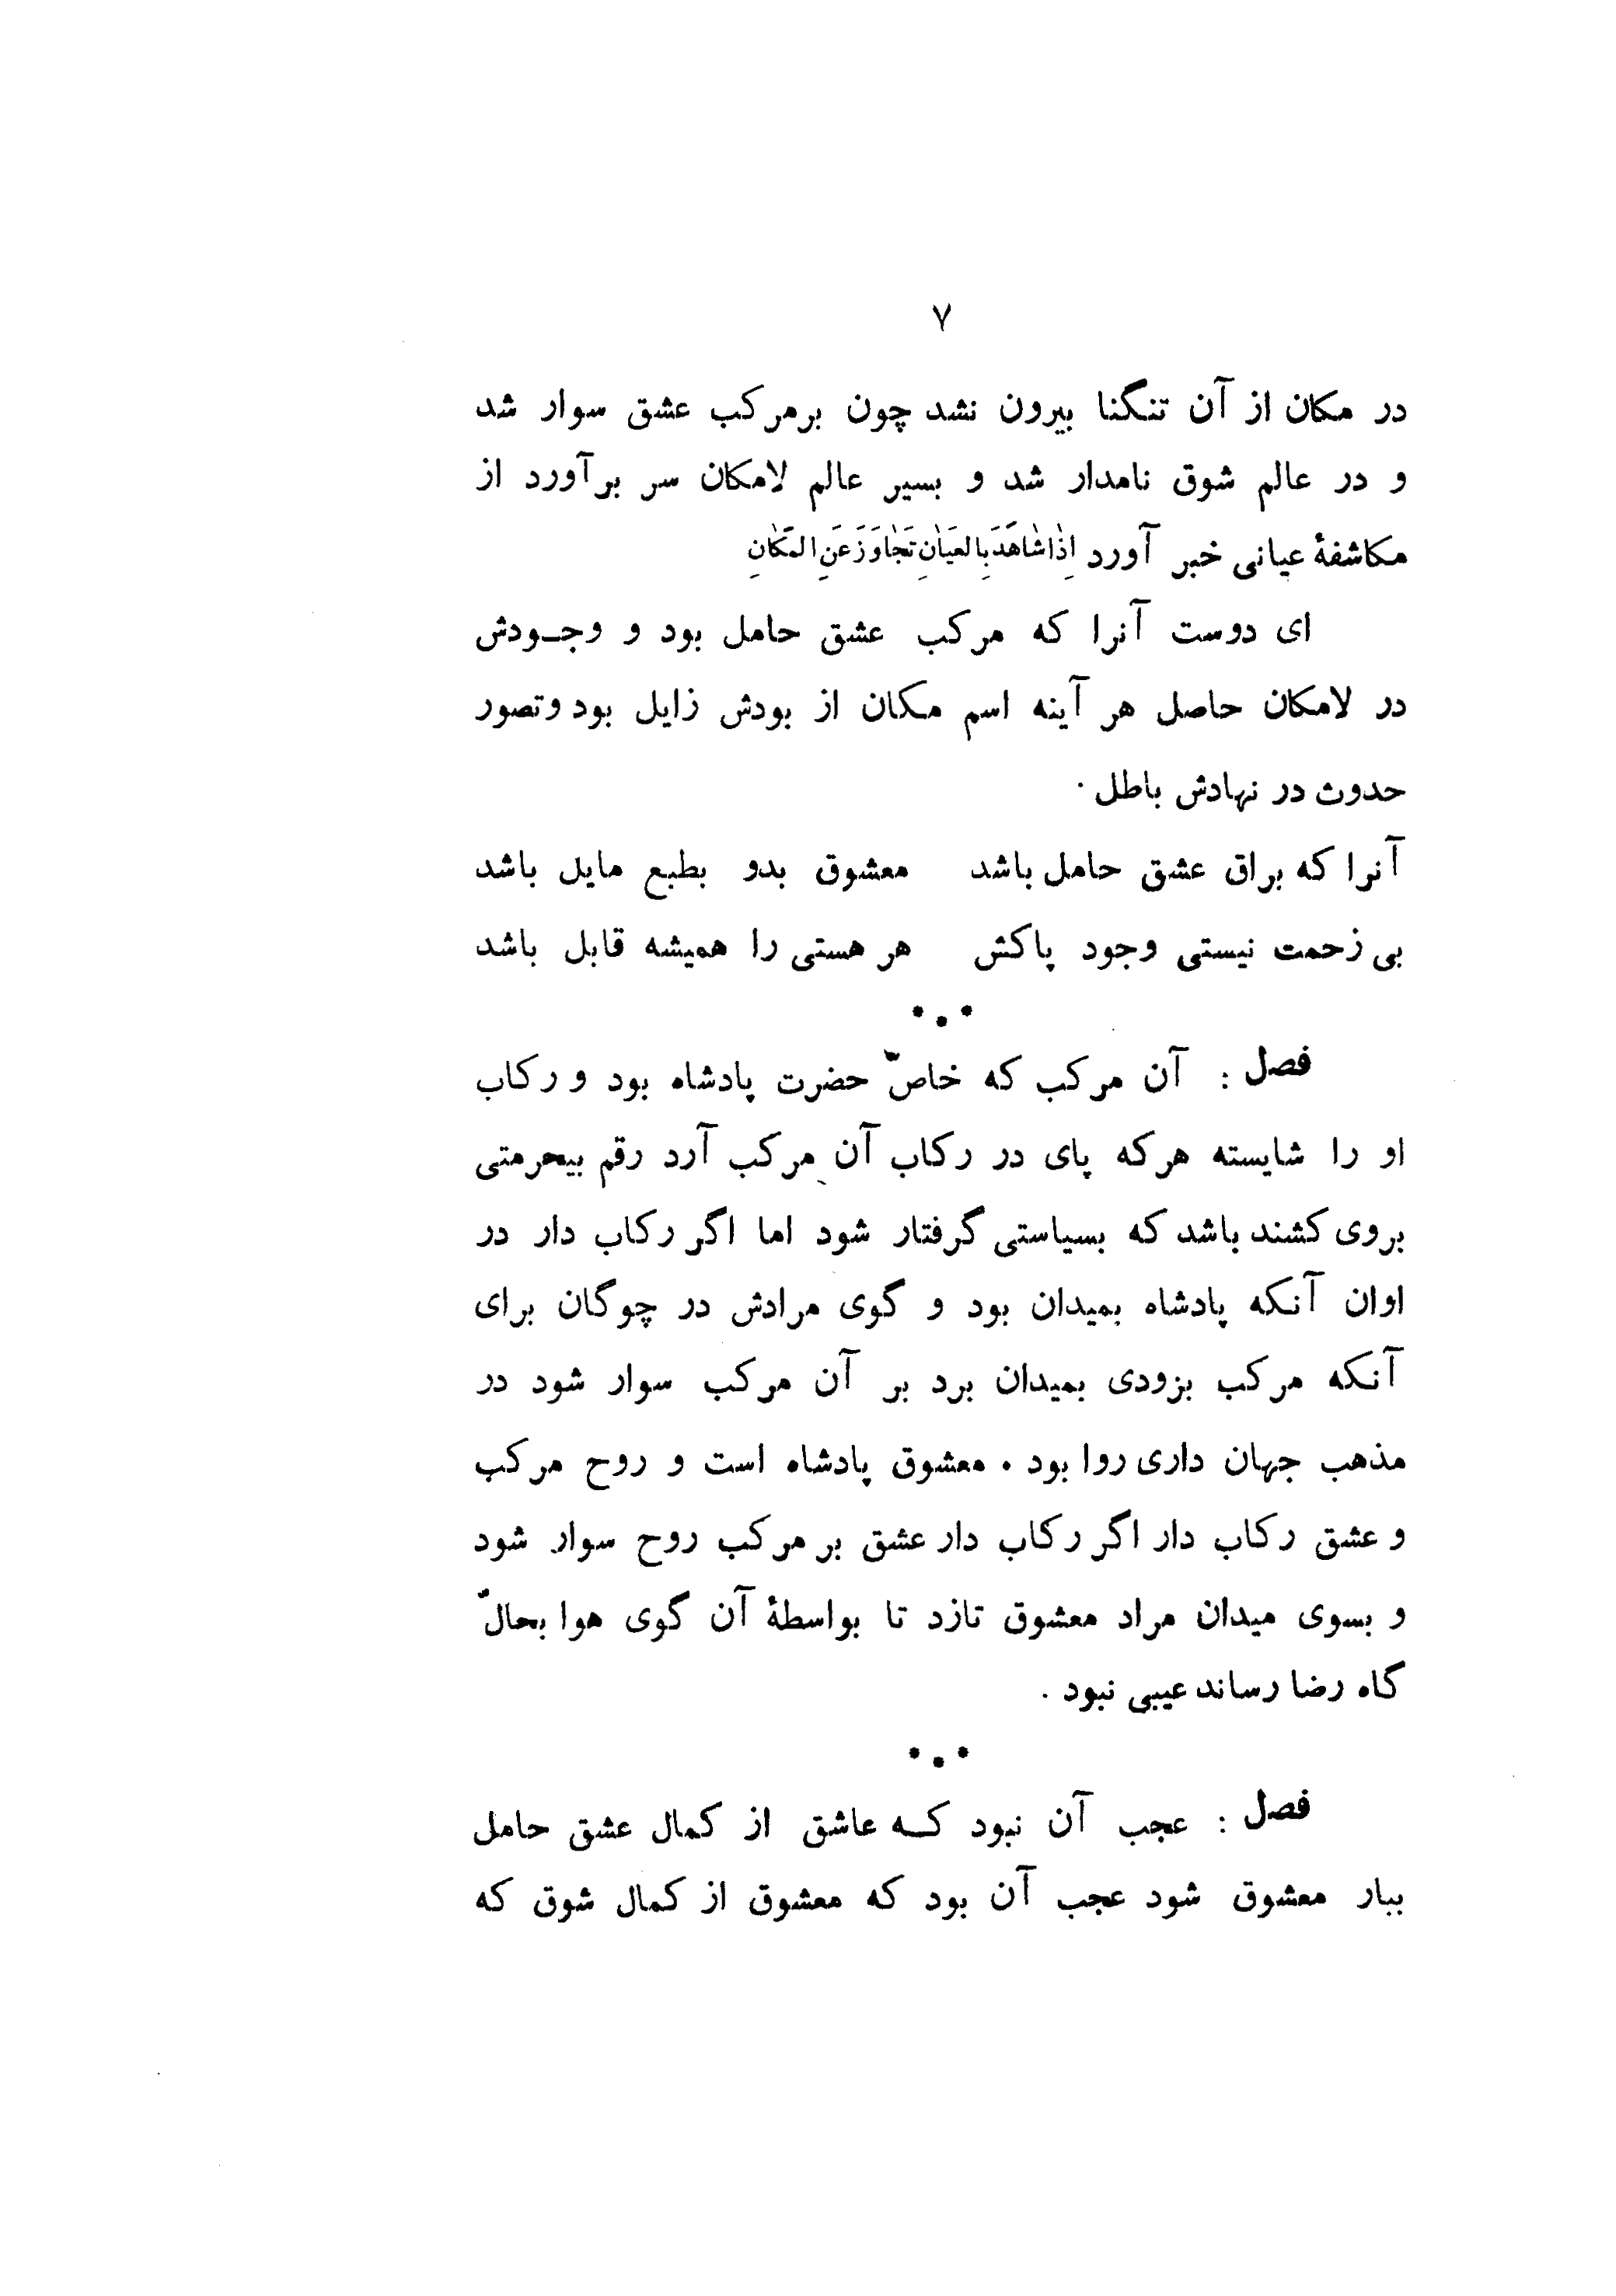 ۷
در مکان از آن تنگنا بیرون نشد چون برمرکب عشق سوار شد
و در عالم شوق نامدار شد و بسیر عالم لامکان سر برآورد از
مکاشفهٔ عیانی خبر آورد اِذٰا شٰاهَدَ بِالعَیٰانِ تَجٰاوَزَ عَنِ المَکٰانِ
ای دوست آنرا که مرکب عشق حامل بود و وجـودش
در لامکان حاصل هر آینه اسم مکان از بودش زایل بود وتصور
حدوث در نهادش باطل .
آنرا که براق عشق حامل باشد معشوق بدو بطبع مایل باشد
بی زحمت نیستی وجود پاکش هر هستی را همیشه قابل باشد
•••
فصل : آن مرکب که خاصّ حضرت پادشاه بود و رکاب
او را شایسته هرکه پای در رکاب آن مرکب آرد رقم بیحرمتی
بروی کشند باشد که بسیاستی گرفتار شود اما اگر رکاب دار در
اوان آنکه پادشاه بمیدان بود و گوی مرادش در چوگان برای
آنکه مرکب بزودی بمیدان برد بر آن مرکب سوار شود در
مذهب جهان داری روا بود . معشوق پادشاه است و روح مرکب
و عشق رکاب دار اگر رکاب دار عشق بر مرکب روح سوار شود
و بسوی میدان مراد معشوق تازد تا بواسطهٔ آن گوی هوا بحالّ
گاه رضا رساند عیبی نبود .
•••
فصل : عجب آن نبود کـه عاشق از کمال عشق حامل
ببار معشوق شود عجب آن بود که معشوق از کمال شوق که